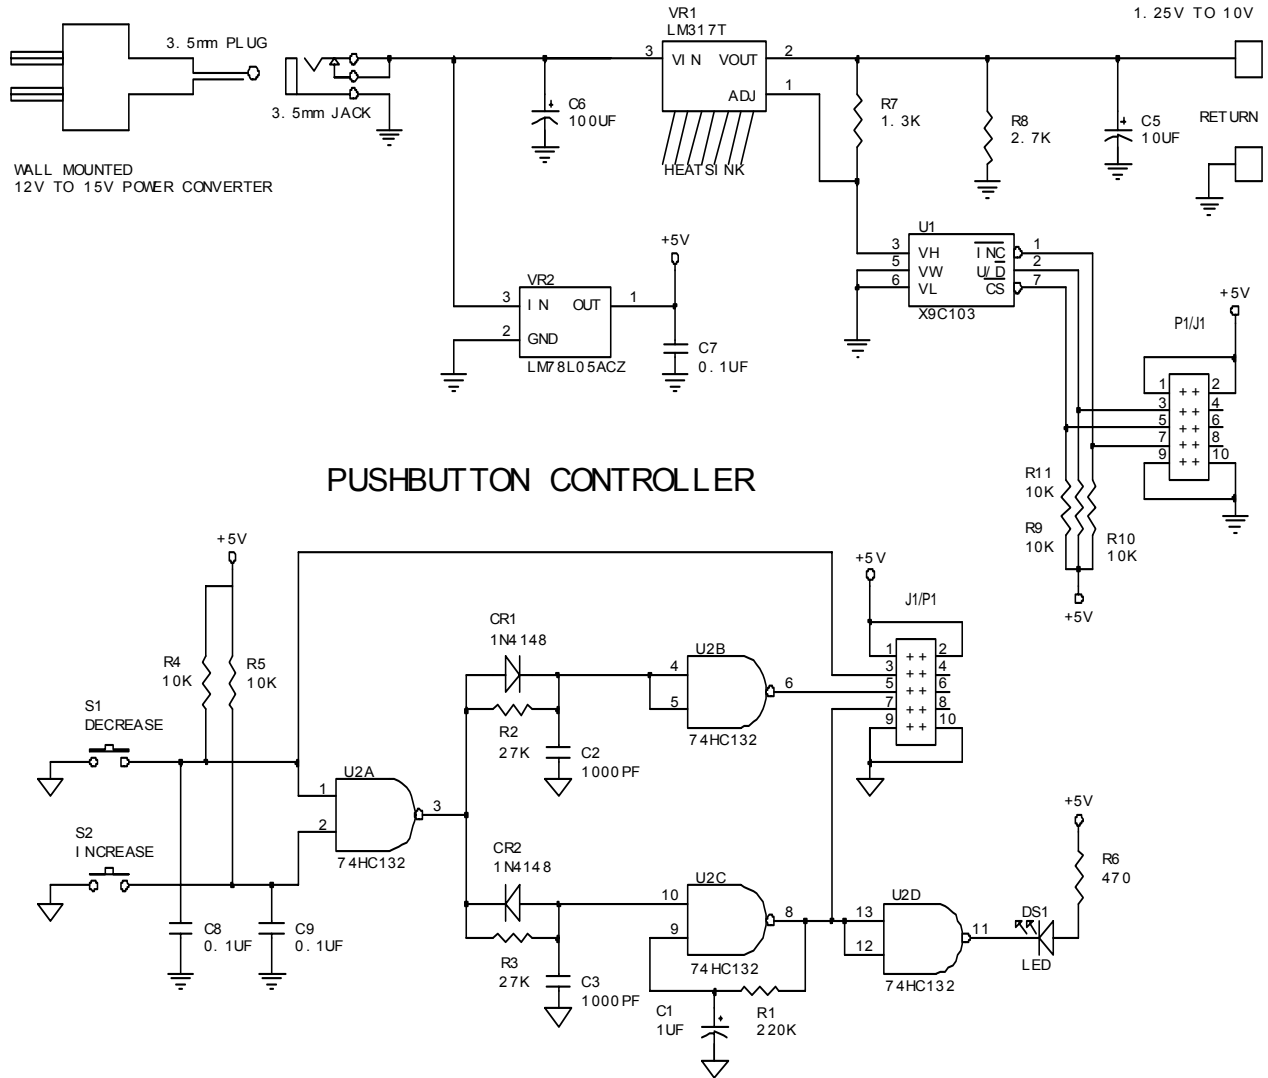 1.25V TO 10V
VR1
LM317T
3 VIN VOUT 2
ADJ 1
HEATSINK
3.5mm PLUG
3.5mm JACK
WALL MOUNTED
12V TO 15V POWER CONVERTER
C6
100UF
R7
1.3K
R8
2.7K
C5
10UF
RETURN
+5V
VR2
3 IN OUT 1
2 GND
LM78L05ACZ
C7
0.1UF
U1
3 VH INC 1
5 VW U/D 2
6 VL CS 7
X9C103
+5V
P1/J1
1 ++ 2
3 ++ 4
5 ++ 6
7 ++ 8
9 ++ 10
R11
10K
R9
10K
R10
10K
+5V
PUSHBUTTON CONTROLLER
+5V
R4
10K
R5
10K
S1
DECREASE
S2
INCREASE
C8
0.1UF
C9
0.1UF
U2A
1
2
3
74HC132
CR1
1N4148
R2
27K
C2
1000PF
U2B
4
5
6
74HC132
+5V
J1/P1
1 ++ 2
3 ++ 4
5 ++ 6
7 ++ 8
9 ++ 10
CR2
1N4148
R3
27K
C3
1000PF
U2C
10
9
8
74HC132
C1
1UF
R1
220K
U2D
13
12
11
74HC132
DS1
LED
+5V
R6
470